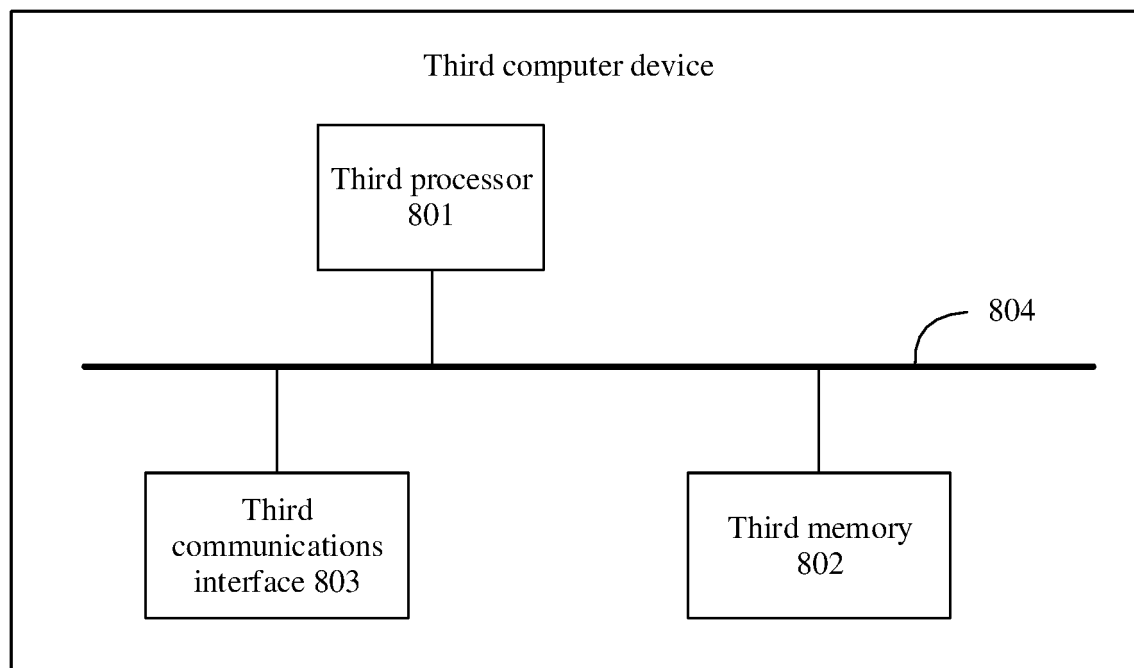 Third computer device
Third processor
801
804
Third
communications
interface 803
Third memory
802